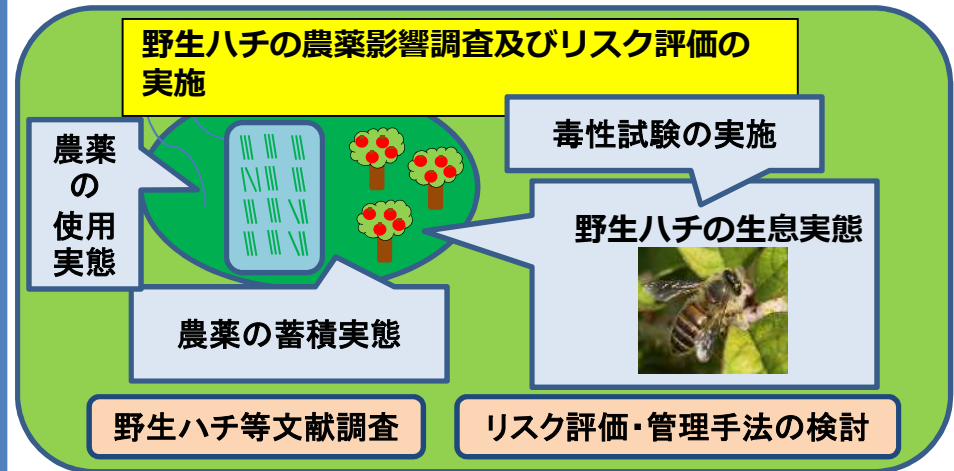 野生ハチの農薬影響調査及びリスク評価の
実施
農薬
の
使用
実態
毒性試験の実施
野生ハチの生息実態
農薬の蓄積実態
野生ハチ等文献調査
リスク評価・管理手法の検討